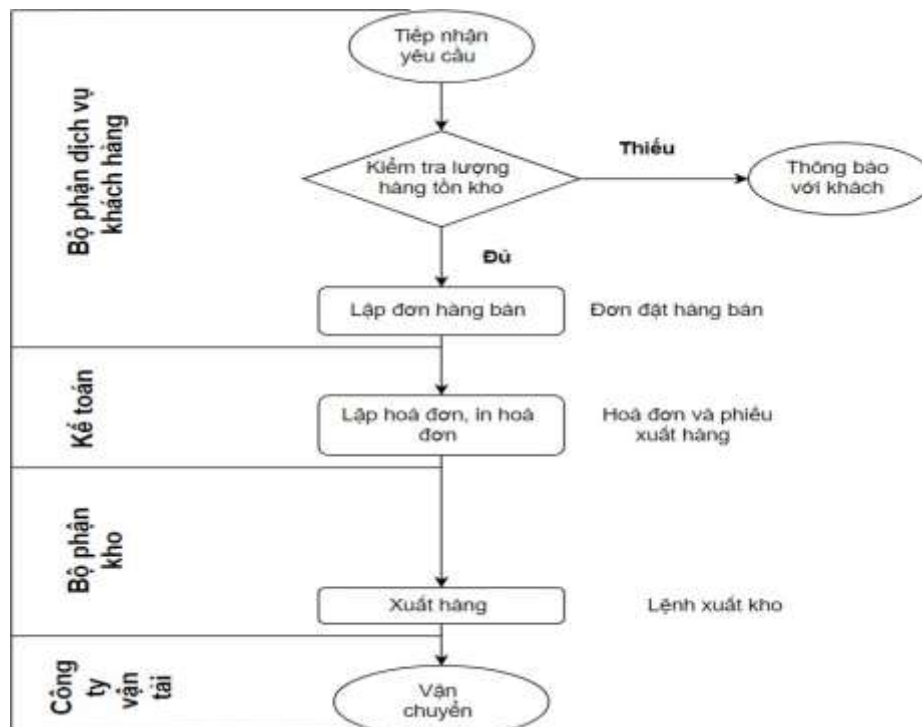 Bộ phận dịch vụ
khách hàng
Tiếp nhận
yêu cầu
Kiểm tra lượng
hàng tồn kho
Thiếu
Thông báo
với khách
Đủ
Lập đơn hàng bán
Đơn đặt hàng bán
Kế toán
Lập hoá đơn, in hoá
đơn
Hoá đơn và phiếu
xuất hàng
Bộ phận
kho
Xuất hàng
Lệnh xuất kho
Công
ty
vận
tải
Vận
chuyển